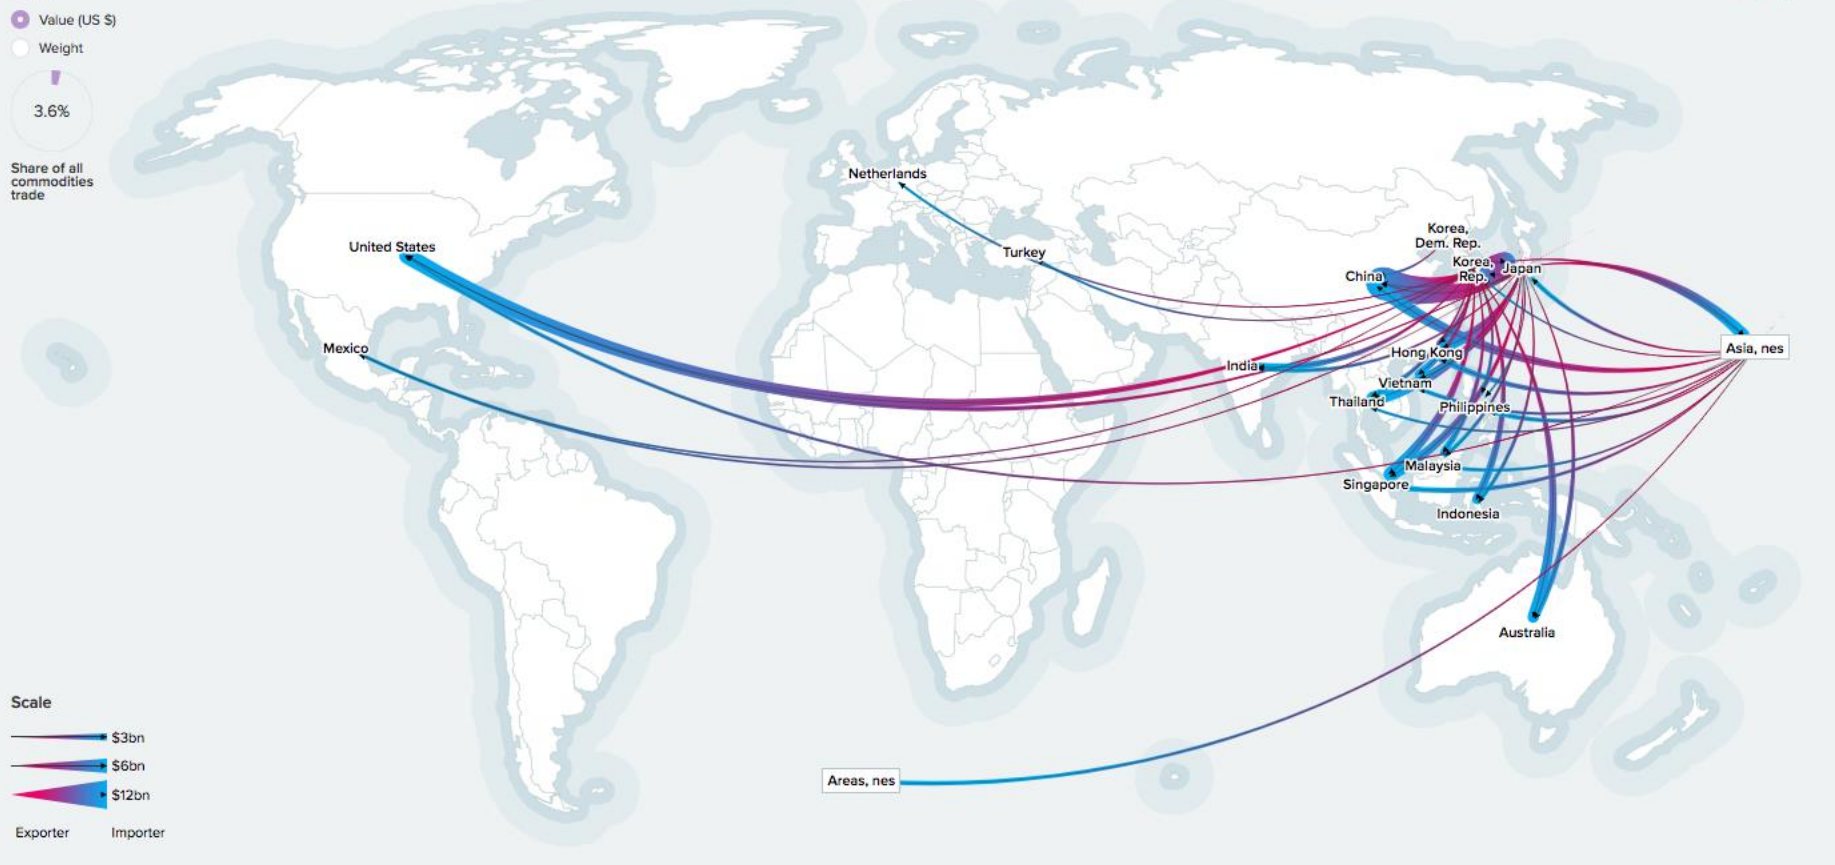 Value (US $)
Weight
3.6%
Share of all
commodities
trade
Netherlands
Turkey
United States
Mexico
Korea,
Dem. Rep.
Korea,
Rep.
Japan
China
Asia, nes
India
Hong Kong
Vietnam
Thailand
Philippines
Malaysia
Singapore
Indonesia
Australia
Areas, nes
Scale
$3bn
$6bn
$12bn
Exporter Importer